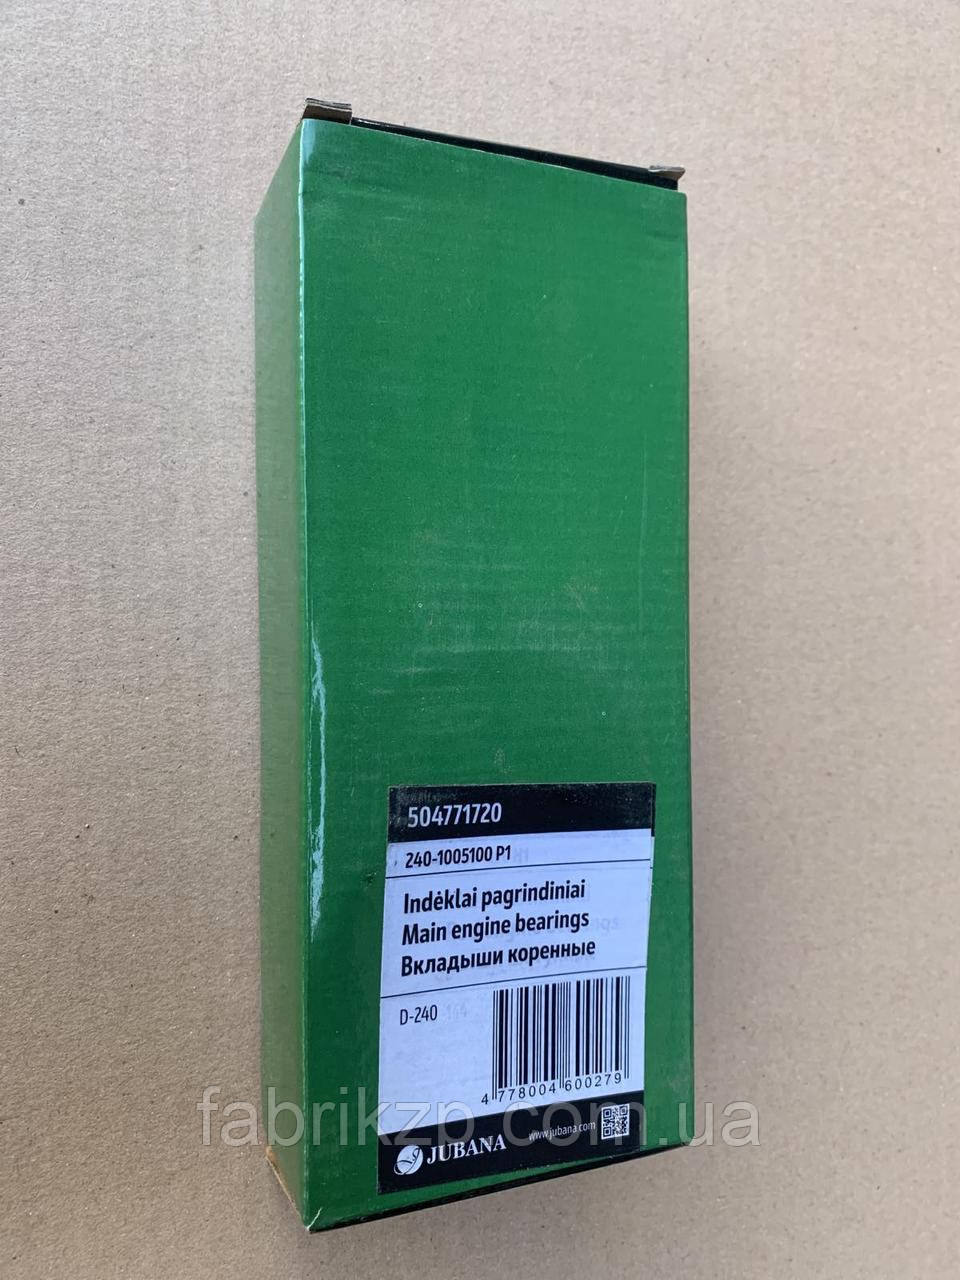 504771720
240-1005100 P1
Indėklai pagrindiniai
Main engine bearings
Вкладыши коренные
D-240
4 778004 600279
fabrikzp.com.ua
JUBANA www.jubana.com